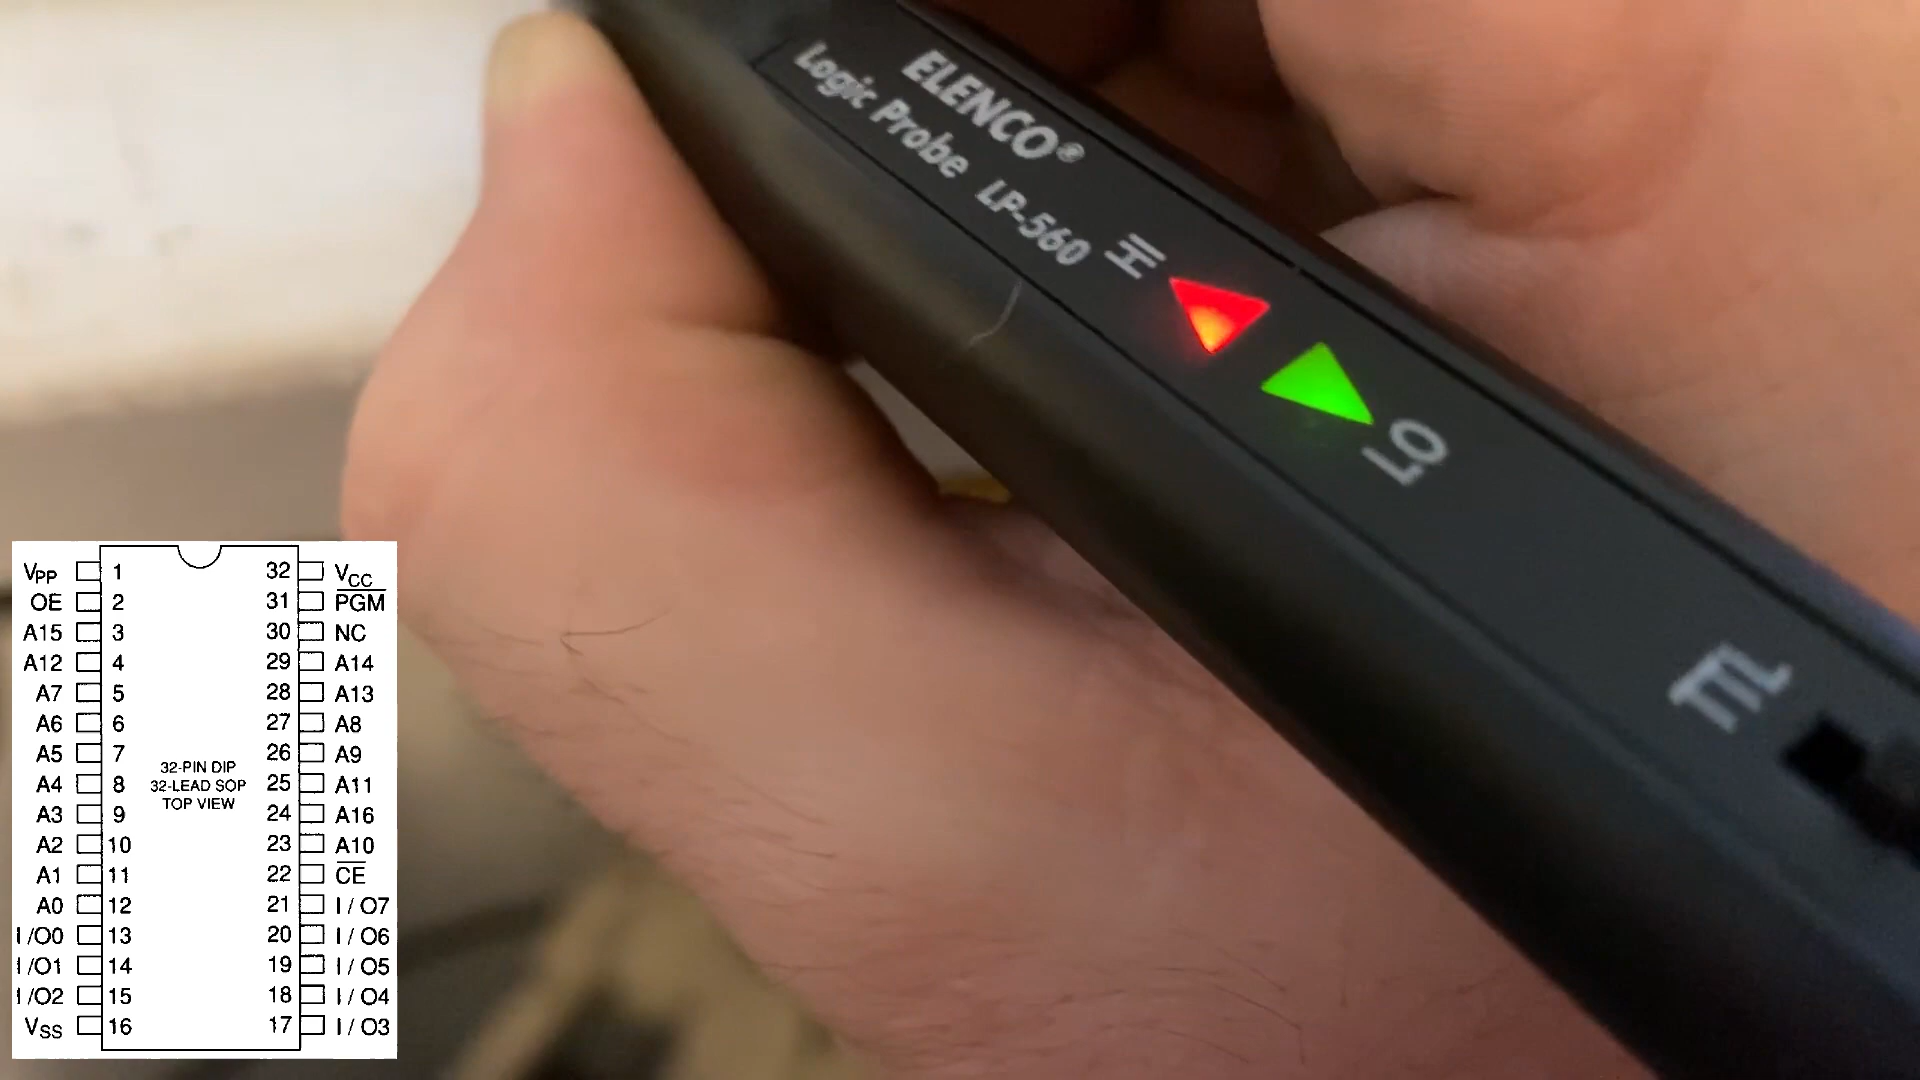 ELENCO®
Logic Probe LP-560
HI
LO
VPP 1 32 VCC
OE 2 31 PGM
A15 3 30 NC
A12 4 29 A14
A7 5 28 A13
A6 6 27 A8
A5 7 26 A9
A4 8 25 A11
A3 9 24 A16
A2 10 23 A10
A1 11 22 CE
A0 12 21 I/O7
I/O0 13 20 I/O6
I/O1 14 19 I/O5
I/O2 15 18 I/O4
VSS 16 17 I/O3
32-PIN DIP
32-LEAD SOP
TOP VIEW